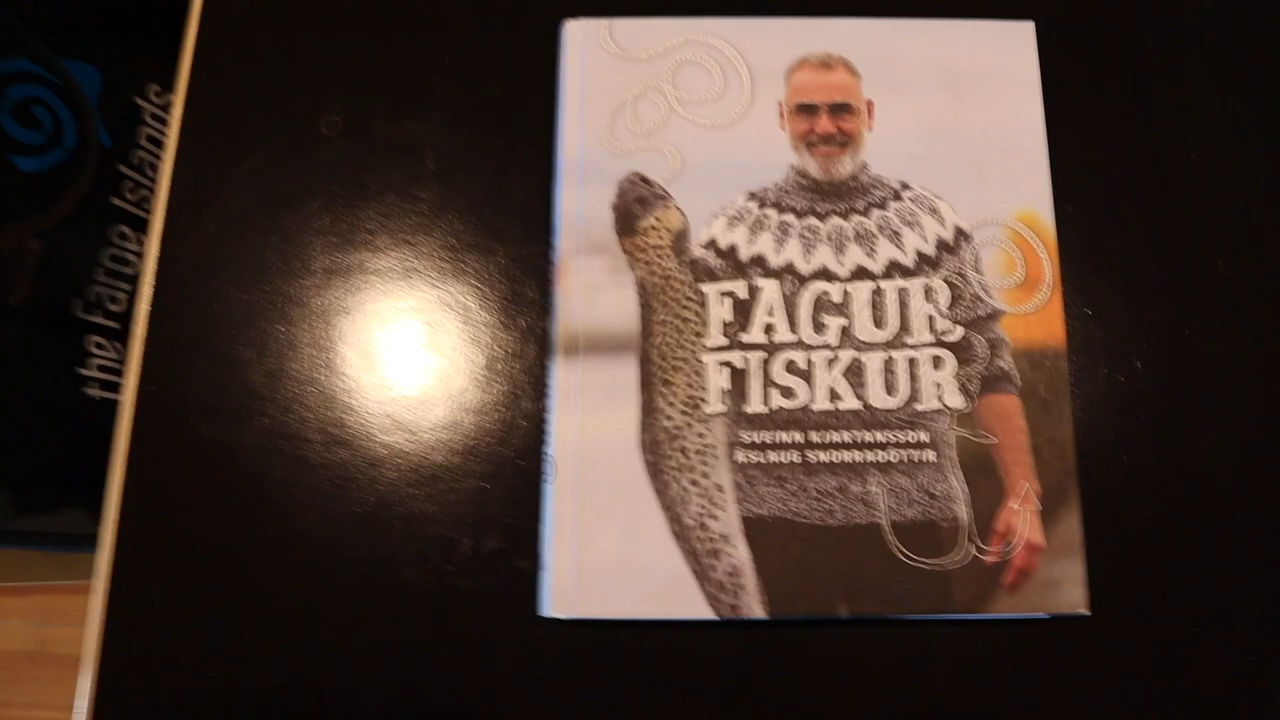 the Faroe Islands
FAGUR
FISKUR
SVEINN KJARTANSSON
ÁSLAUG SNORRADÓTTIR